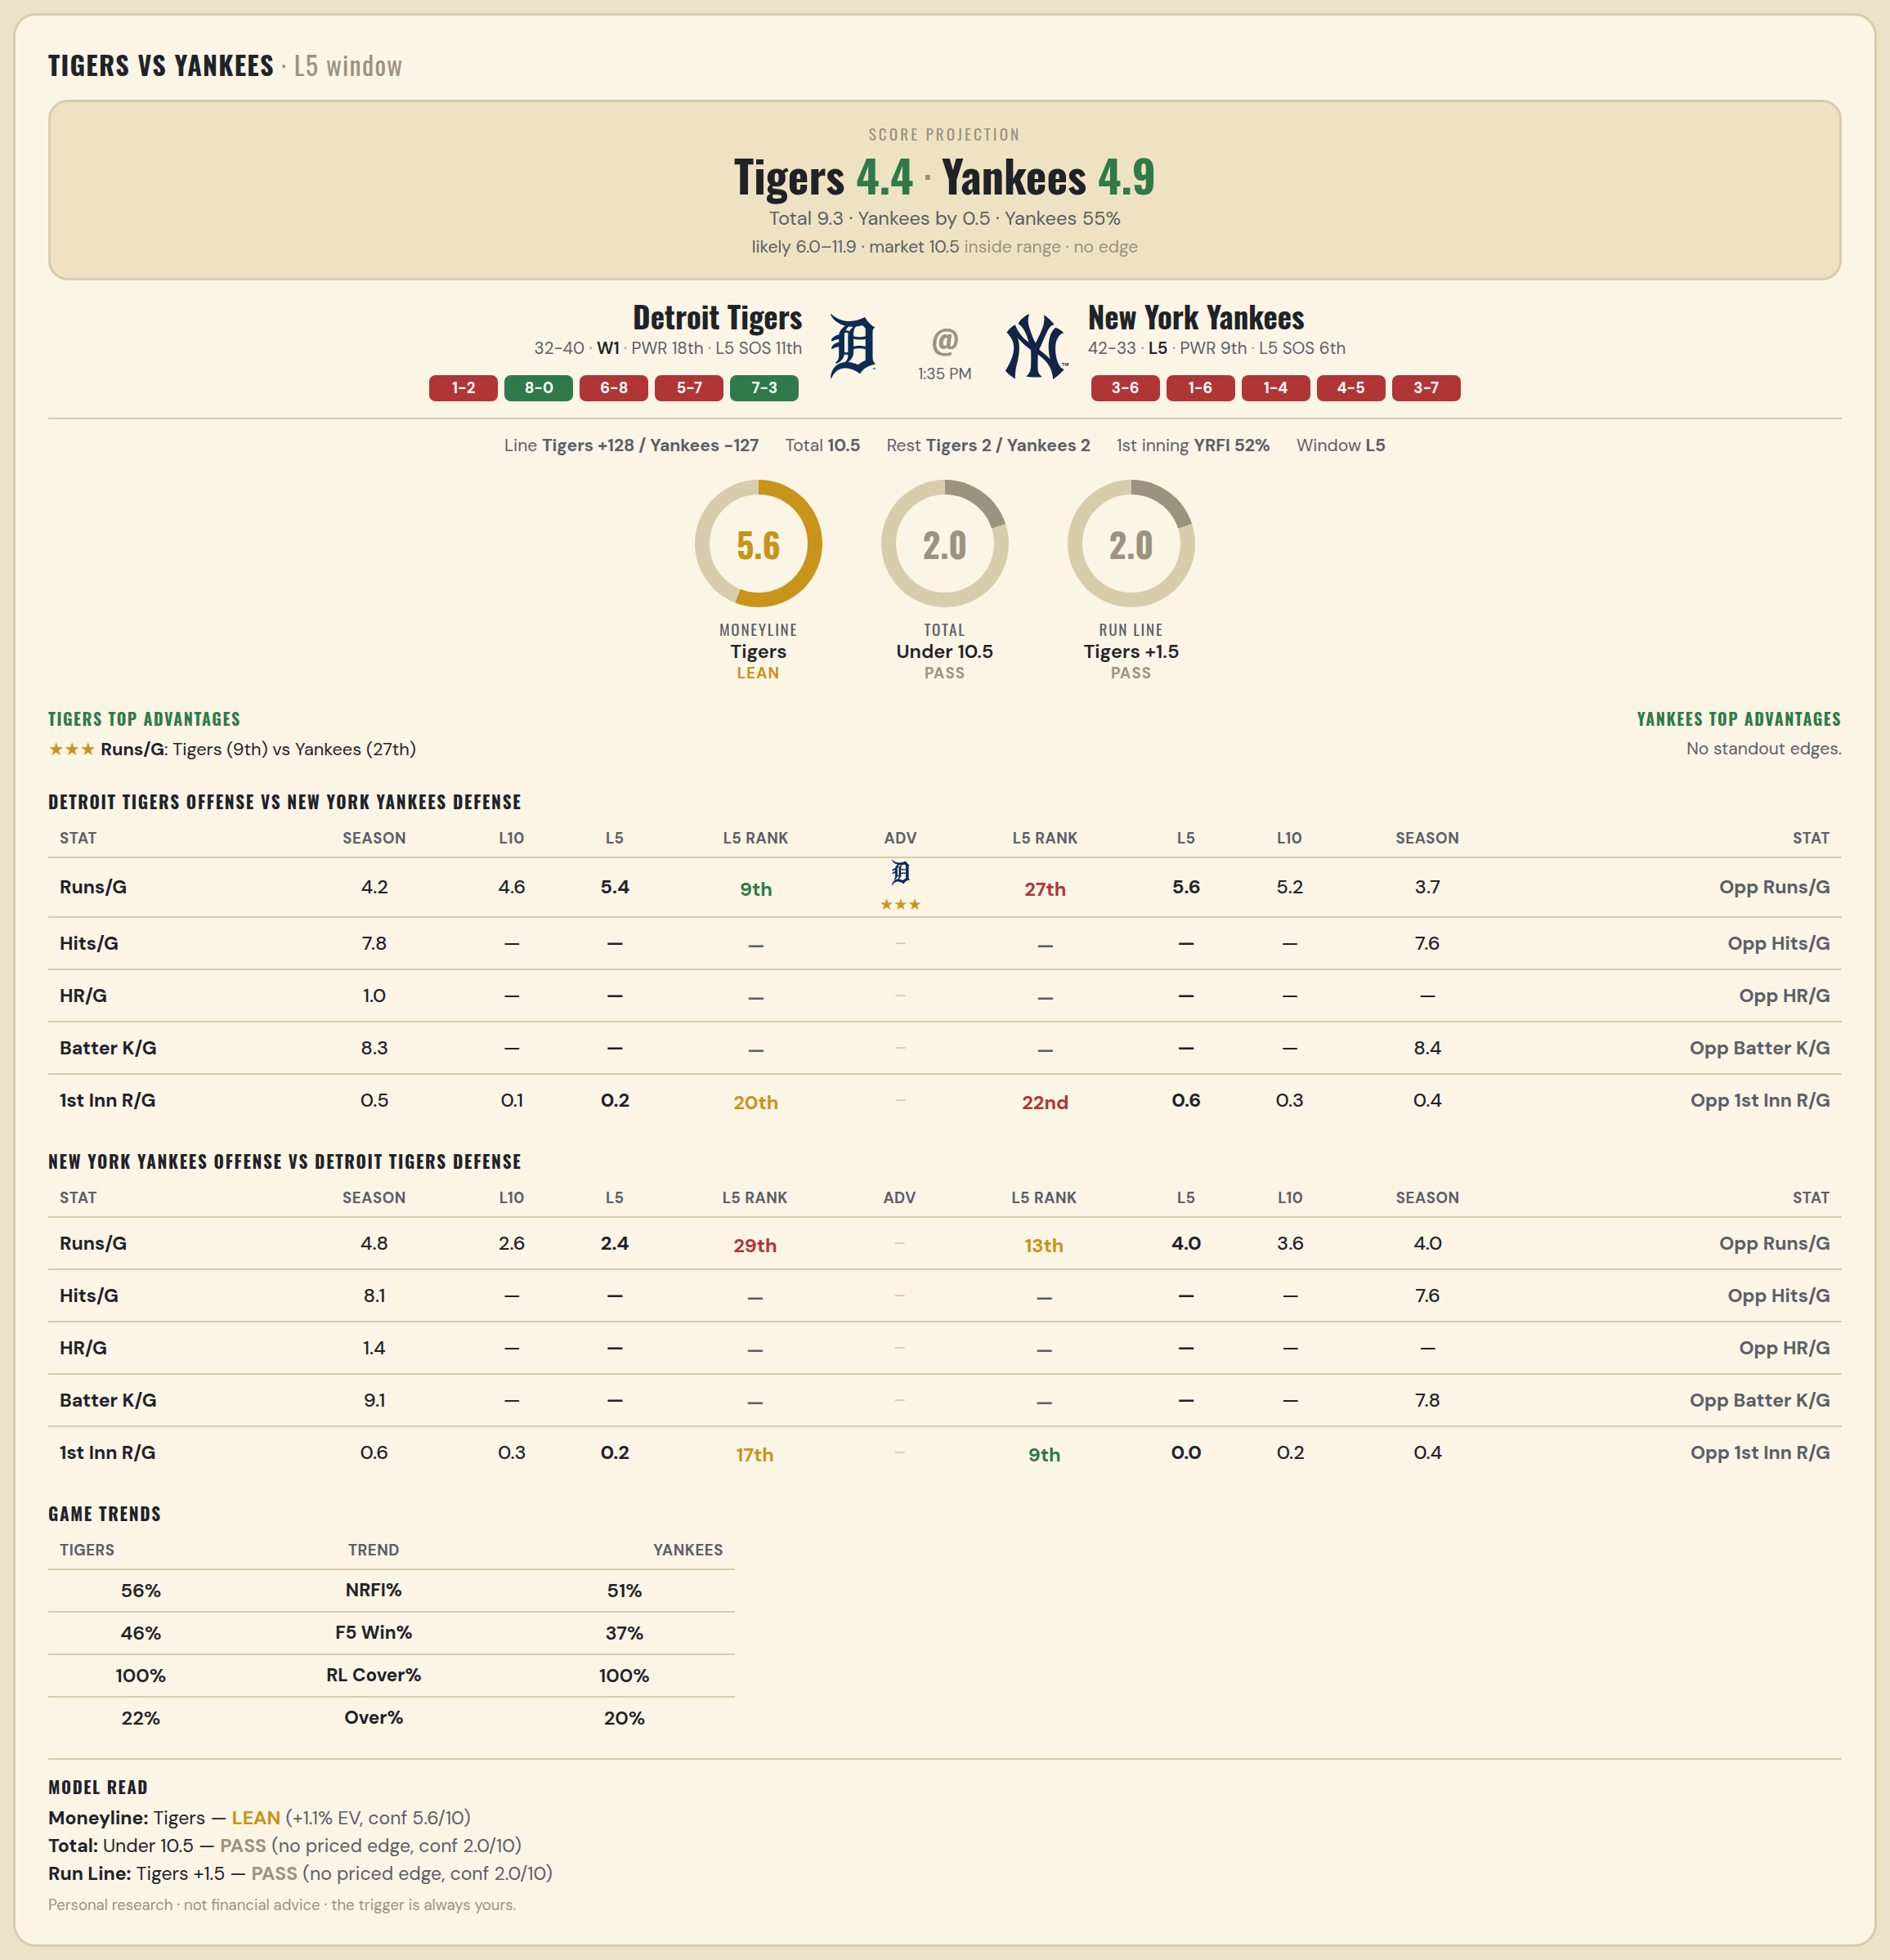 TIGERS VS YANKEES · L5 window
SCORE PROJECTION
Tigers 4.4 · Yankees 4.9
Total 9.3 · Yankees by 0.5 · Yankees 55%
likely 6.0–11.9 · market 10.5 inside range · no edge
Detroit Tigers
32-40 · W1 · PWR 18th · L5 SOS 11th
1-2 8-0 6-8 5-7 7-3
@
1:35 PM
New York Yankees
42-33 · L5 · PWR 9th · L5 SOS 6th
3-6 1-6 1-4 4-5 3-7
Line Tigers +128 / Yankees −127 Total 10.5 Rest Tigers 2 / Yankees 2 1st inning YRFI 52% Window L5
5.6 2.0 2.0
MONEYLINE TOTAL RUN LINE
Tigers Under 10.5 Tigers +1.5
LEAN PASS PASS
TIGERS TOP ADVANTAGES
★★★ Runs/G: Tigers (9th) vs Yankees (27th)
YANKEES TOP ADVANTAGES
No standout edges.
DETROIT TIGERS OFFENSE VS NEW YORK YANKEES DEFENSE
STAT SEASON L10 L5 L5 RANK ADV L5 RANK L5 L10 SEASON STAT
Runs/G 4.2 4.6 5.4 9th ★★★ 27th 5.6 5.2 3.7 Opp Runs/G
Hits/G 7.8 — — — – — — — 7.6 Opp Hits/G
HR/G 1.0 — — — – — — — — Opp HR/G
Batter K/G 8.3 — — — – — — — 8.4 Opp Batter K/G
1st Inn R/G 0.5 0.1 0.2 20th – 22nd 0.6 0.3 0.4 Opp 1st Inn R/G
NEW YORK YANKEES OFFENSE VS DETROIT TIGERS DEFENSE
STAT SEASON L10 L5 L5 RANK ADV L5 RANK L5 L10 SEASON STAT
Runs/G 4.8 2.6 2.4 29th – 13th 4.0 3.6 4.0 Opp Runs/G
Hits/G 8.1 — — — – — — — 7.6 Opp Hits/G
HR/G 1.4 — — — – — — — — Opp HR/G
Batter K/G 9.1 — — — – — — — 7.8 Opp Batter K/G
1st Inn R/G 0.6 0.3 0.2 17th – 9th 0.0 0.2 0.4 Opp 1st Inn R/G
GAME TRENDS
TIGERS TREND YANKEES
56% NRFI% 51%
46% F5 Win% 37%
100% RL Cover% 100%
22% Over% 20%
MODEL READ
Moneyline: Tigers — LEAN (+1.1% EV, conf 5.6/10)
Total: Under 10.5 — PASS (no priced edge, conf 2.0/10)
Run Line: Tigers +1.5 — PASS (no priced edge, conf 2.0/10)
Personal research · not financial advice · the trigger is always yours.